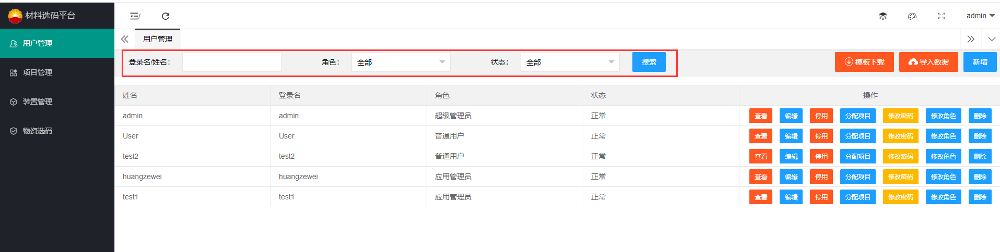 材料选码平台
admin
用户管理
用户管理
项目管理
装置管理
物资选码
登录名/姓名： 角色： 全部 状态： 全部 搜索 模板下载 导入数据 新增
姓名 登录名 角色 状态 操作
admin admin 超级管理员 正常 查看 编辑 停用 分配项目 修改密码 修改角色 删除
User User 普通用户 正常 查看 编辑 停用 分配项目 修改密码 修改角色 删除
test2 test2 普通用户 正常 查看 编辑 停用 分配项目 修改密码 修改角色 删除
huangzewei huangzewei 应用管理员 正常 查看 编辑 停用 分配项目 修改密码 修改角色 删除
test1 test1 应用管理员 正常 查看 编辑 停用 分配项目 修改密码 修改角色 删除